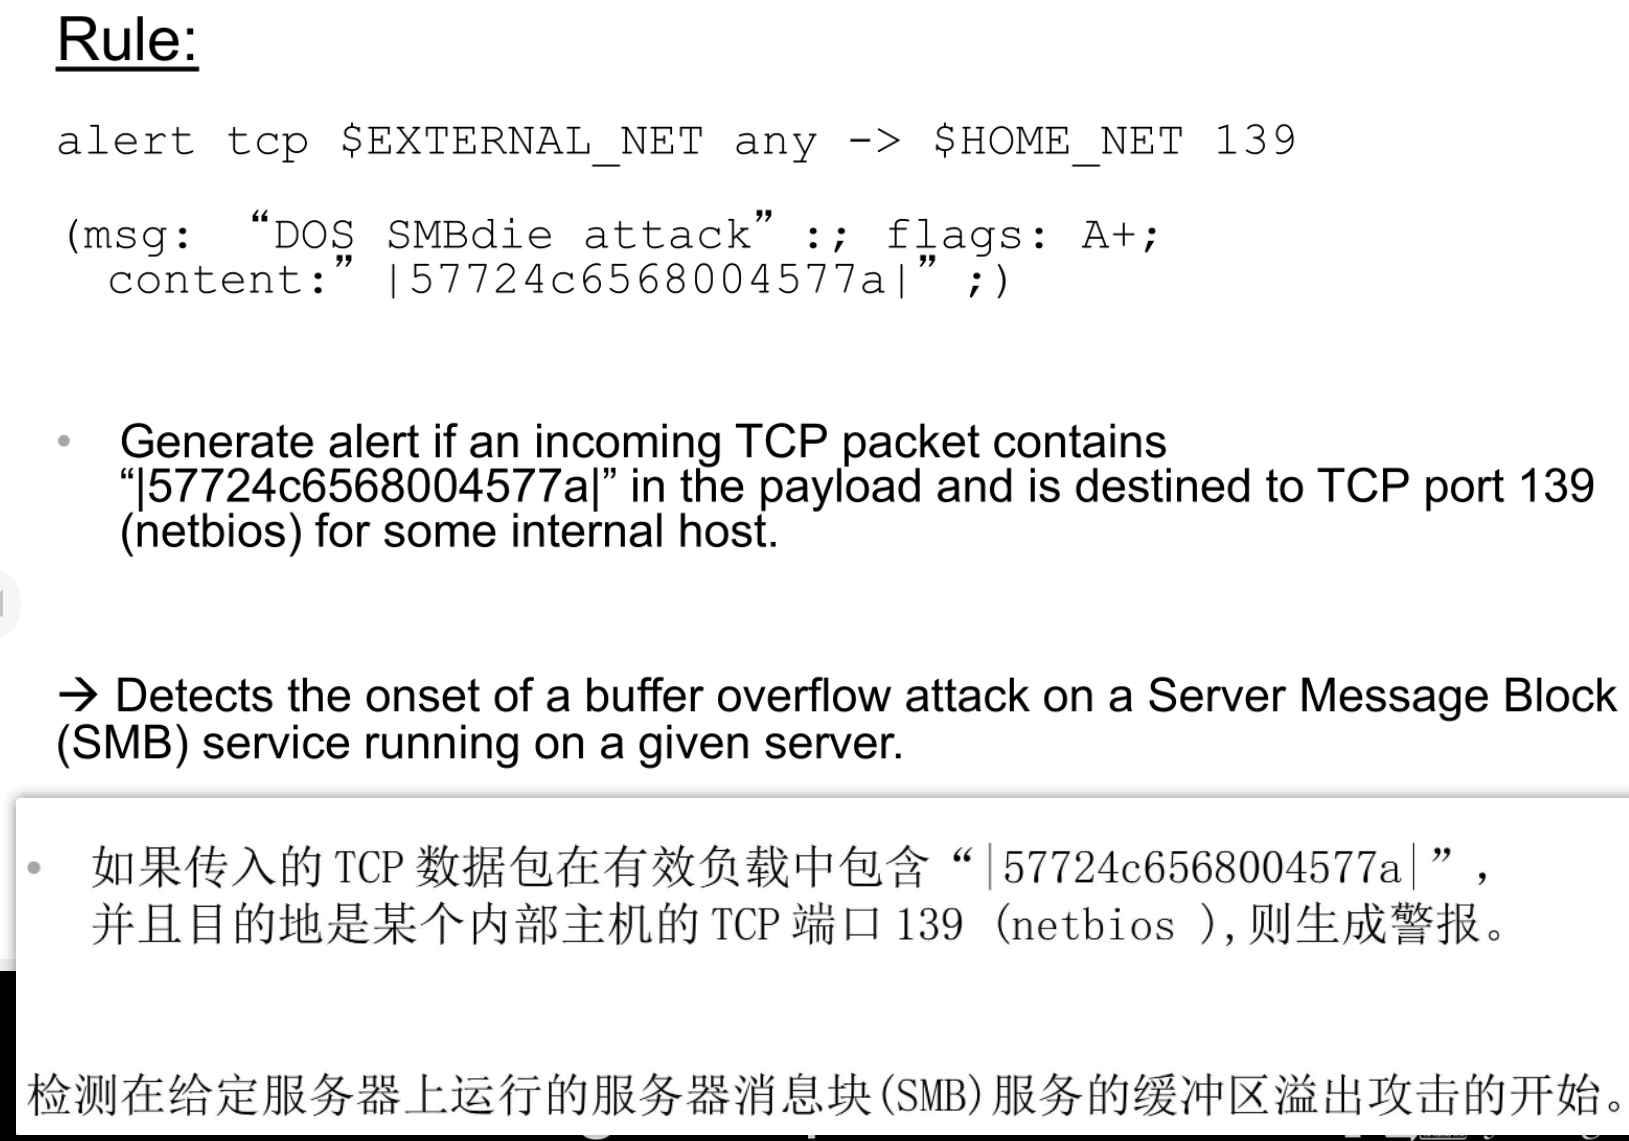 Rule:
alert tcp $EXTERNAL_NET any -> $HOME_NET 139
(msg: “DOS SMBdie attack” :; flags: A+;
content:” |57724c6568004577a|” ;)
• Generate alert if an incoming TCP packet contains
“|57724c6568004577a|” in the payload and is destined to TCP port 139
(netbios) for some internal host.
→ Detects the onset of a buffer overflow attack on a Server Message Block
(SMB) service running on a given server.
• 如果传入的 TCP 数据包在有效负载中包含“|57724c6568004577a|”，
并且目的地是某个内部主机的 TCP 端口 139 (netbios ),则生成警报。
检测在给定服务器上运行的服务器消息块(SMB)服务的缓冲区溢出攻击的开始。